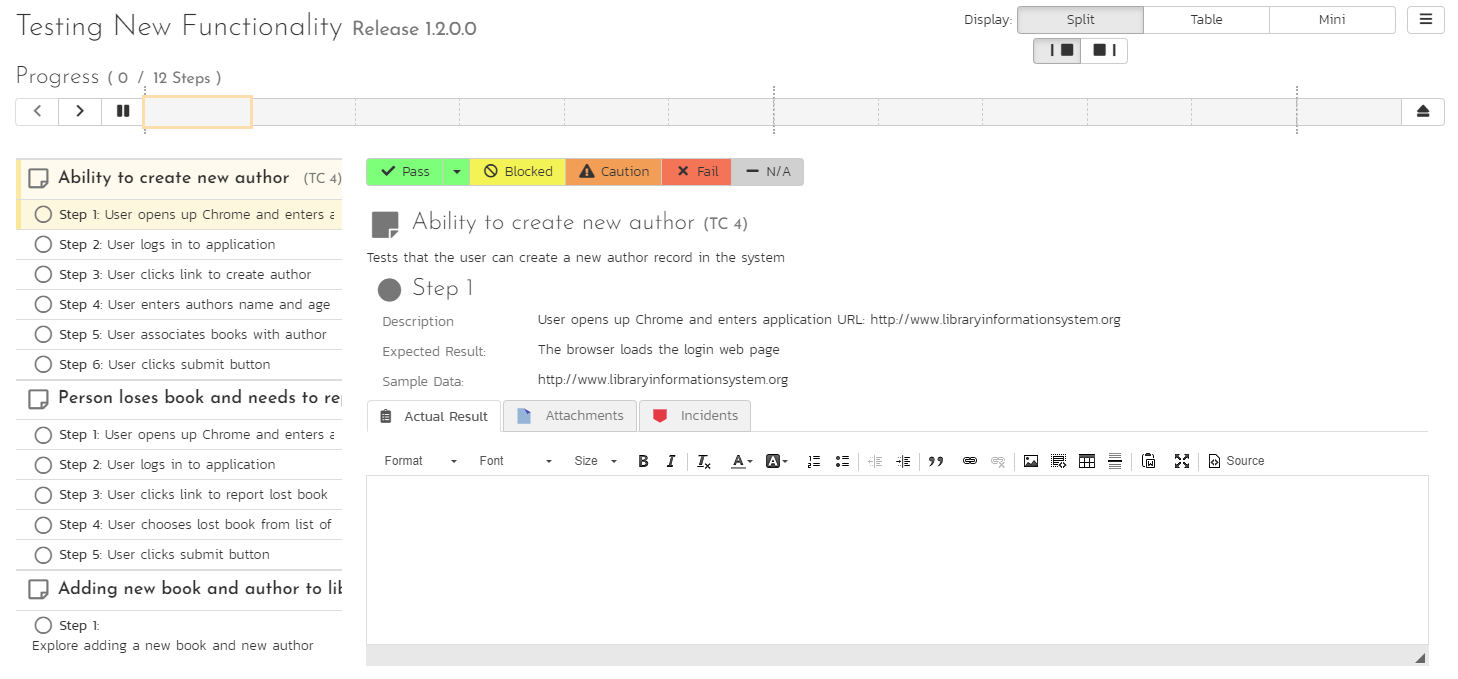 Testing New Functionality Release 1.2.0.0
Display: Split Table Mini
Progress ( 0 / 12 Steps )
Ability to create new author (TC 4)
Step 1: User opens up Chrome and enters a
Step 2: User logs in to application
Step 3: User clicks link to create author
Step 4: User enters authors name and age
Step 5: User associates books with author
Step 6: User clicks submit button
Person loses book and needs to re
Step 1: User opens up Chrome and enters a
Step 2: User logs in to application
Step 3: User clicks link to report lost book
Step 4: User chooses lost book from list of
Step 5: User clicks submit button
Adding new book and author to lib
Step 1:
Explore adding a new book and new author
Pass Blocked Caution Fail N/A
Ability to create new author (TC 4)
Tests that the user can create a new author record in the system
Step 1
Description User opens up Chrome and enters application URL: http://www.libraryinformationsystem.org
Expected Result: The browser loads the login web page
Sample Data: http://www.libraryinformationsystem.org
Actual Result Attachments Incidents
Format Font Size B I Tx A A Source